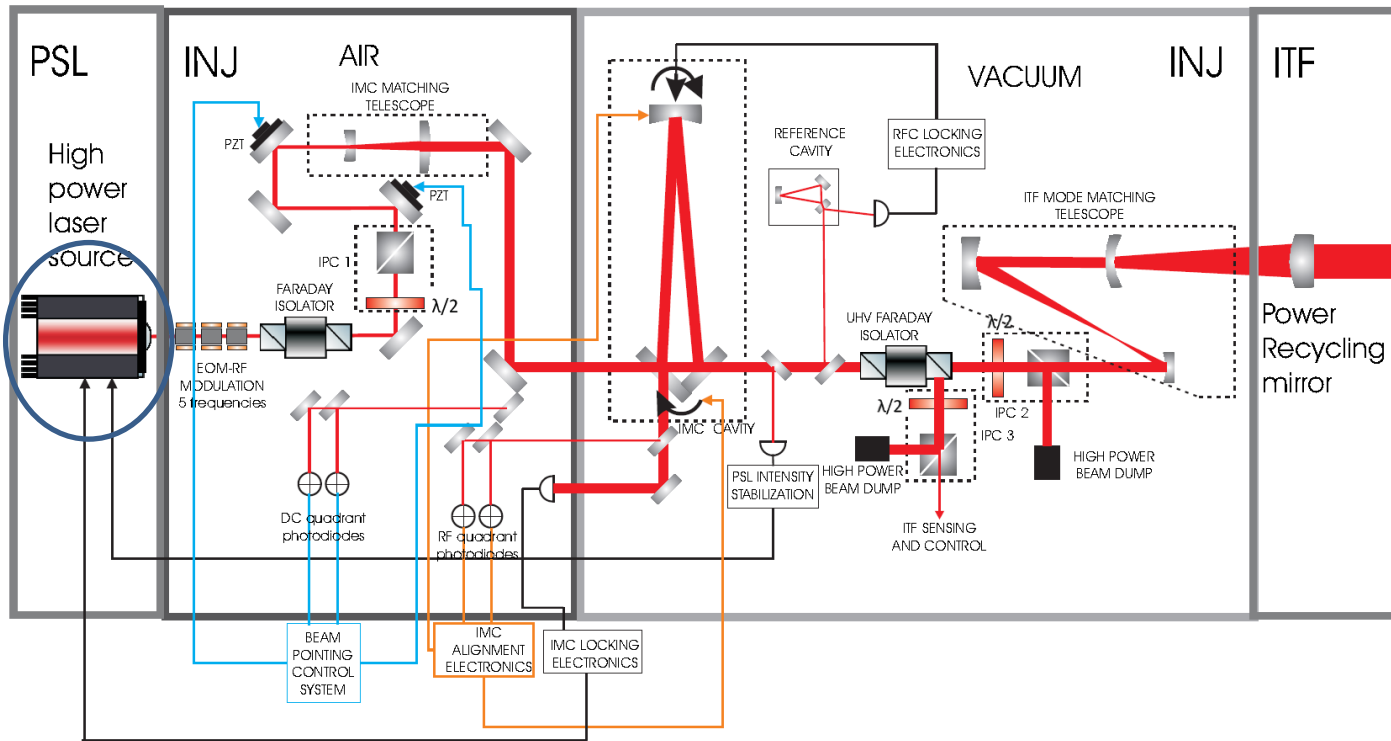 PSL
High
power
laser
source
INJ
AIR
IMC MATCHING
TELESCOPE
PZT
PZT
IPC 1
FARADAY
ISOLATOR
λ/2
EOM-RF
MODULATION
5 frequencies
DC quadrant
photodiodes
RF quadrant
photodiodes
BEAM
POINTING
CONTROL
SYSTEM
IMC
ALIGNMENT
ELECTRONICS
IMC LOCKING
ELECTRONICS
VACUUM
INJ
REFERENCE
CAVITY
RFC LOCKING
ELECTRONICS
ITF MODE MATCHING
TELESCOPE
UHV FARADAY
ISOLATOR
λ/2
IPC 2
λ/2
IPC 3
IMC CAVITY
PSL INTENSITY
STABILIZATION
HIGH POWER
BEAM DUMP
HIGH POWER
BEAM DUMP
ITF SENSING
AND CONTROL
ITF
Power
Recycling
mirror